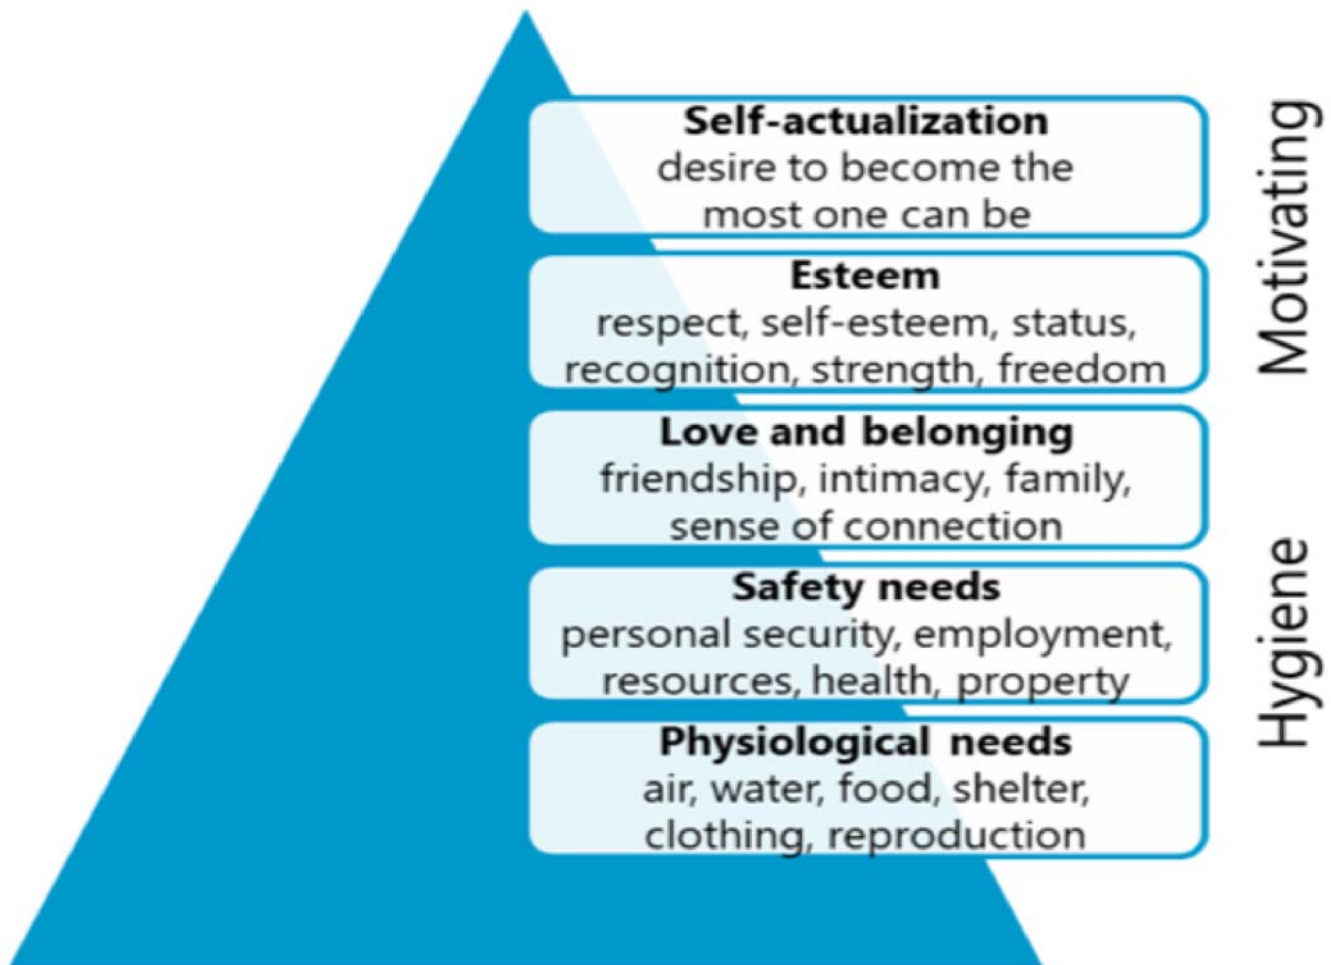 Self-actualization
desire to become the
most one can be
Esteem
respect, self-esteem, status,
recognition, strength, freedom
Love and belonging
friendship, intimacy, family,
sense of connection
Safety needs
personal security, employment,
resources, health, property
Physiological needs
air, water, food, shelter,
clothing, reproduction
Motivating
Hygiene